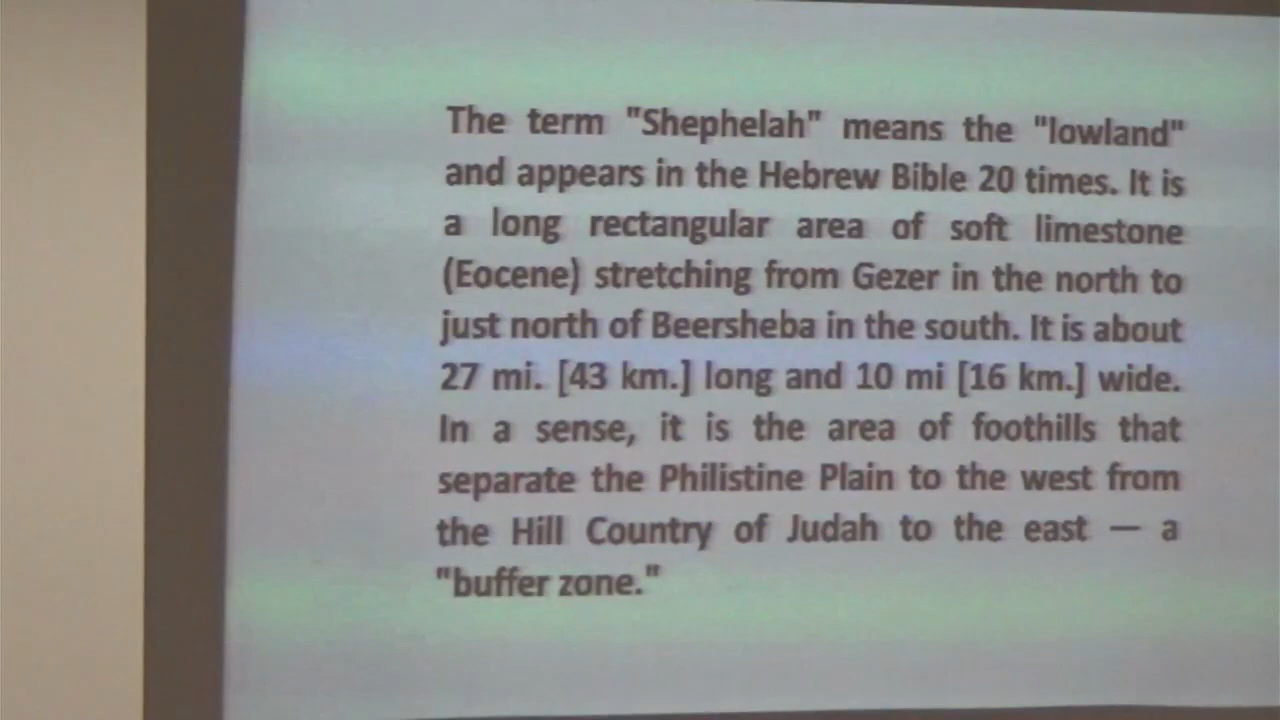 The term "Shephelah" means the "lowland"
and appears in the Hebrew Bible 20 times. It is
a long rectangular area of soft limestone
(Eocene) stretching from Gezer in the north to
just north of Beersheba in the south. It is about
27 mi. [43 km.] long and 10 mi [16 km.] wide.
In a sense, it is the area of foothills that
separate the Philistine Plain to the west from
the Hill Country of Judah to the east — a
"buffer zone."